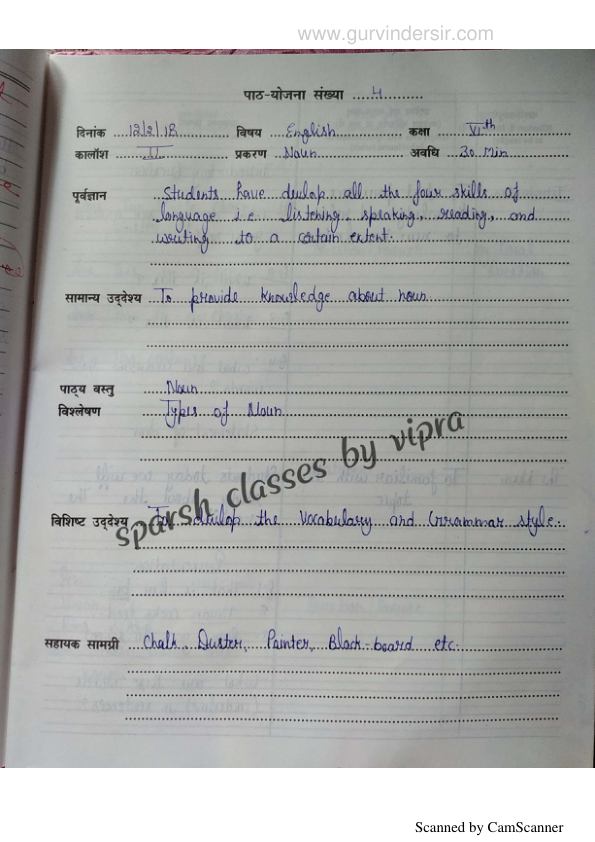 www.gurvindersir.com
पाठ-योजना संख्या ..... 4 ..........
दिनांक 12/2/18 विषय English कक्षा VIth
कालाँश II प्रकरण Noun अवधि 30 Min
पूर्वज्ञान Students have devlop all the four skills of
language i.e. listening, speaking, reading, and
writing to a certain extent.
सामान्य उद्देश्य To provide knowledge about noun.
पाठ्य वस्तु Noun
विश्लेषण Types of Noun
sparsh classes by vipra
विशिष्ट उद्देश्य To devlop the vocabulary and Grammar style.
सहायक सामग्री Chalk, Duster, Painter, Black-board etc.
Scanned by CamScanner